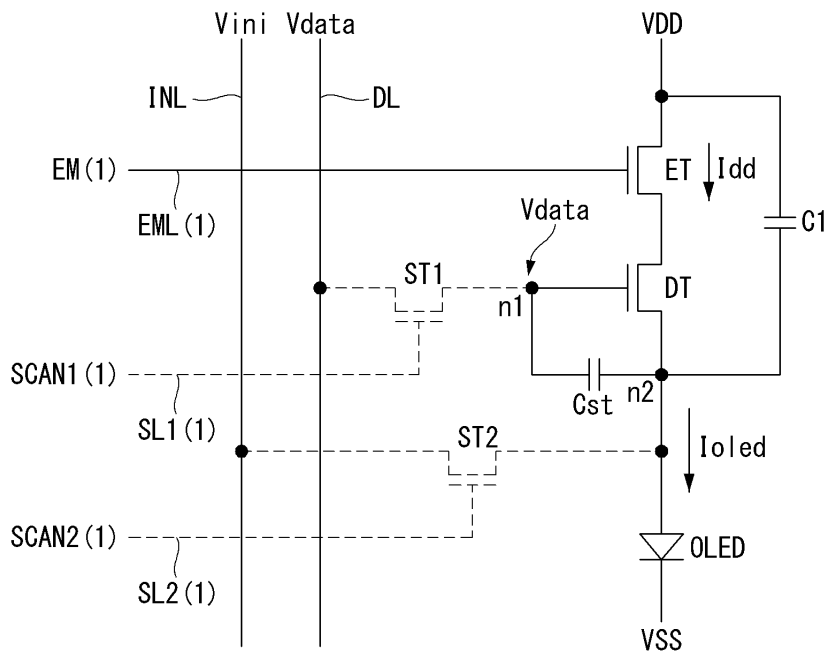 Vini Vdata VDD
INL DL
EM(1) ET Idd
EML(1) Vdata C1
ST1 n1 DT
SCAN1(1) Cst n2
SL1(1) ST2 Ioled
SCAN2(1) OLED
SL2(1)
VSS